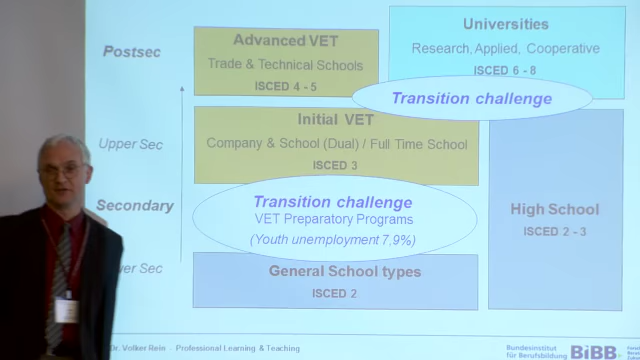 Postsec
Advanced VET
Trade & Technical Schools
ISCED 4 - 5
Universities
Research, Applied, Cooperative
ISCED 6 - 8
Transition challenge
Upper Sec
Initial VET
Company & School (Dual) / Full Time School
ISCED 3
Secondary
Transition challenge
VET Preparatory Programs
(Youth unemployment 7,9%)
High School
ISCED 2 - 3
Sec
General School types
ISCED 2
Dr. Volker Rein Professional Learning & Teaching
Bundesinstitut
für Berufsbildung
BiBB